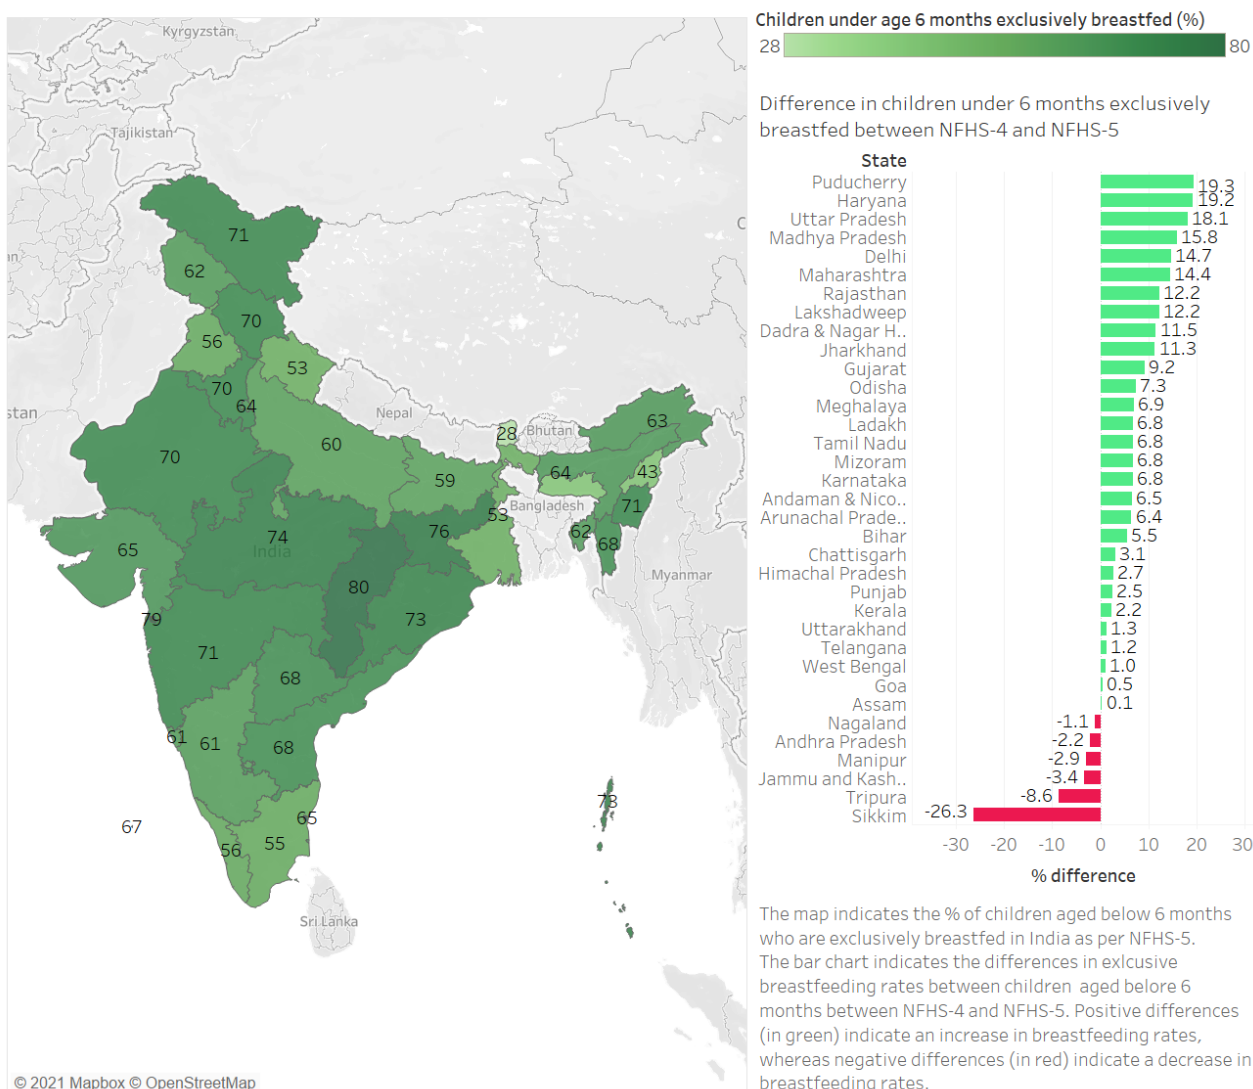 Kyrgyzstan
Tajikistan
an
stan
C
Nepal
Bhutan
Bangladesh
India
Myanmar
Sri Lanka
71
62
70
56
53
70
64
70
60
28
63
59
64
43
53
71
76
62
68
65
74
80
79
73
71
68
61
61
68
73
67
65
56
55
© 2021 Mapbox © OpenStreetMap
Children under age 6 months exclusively breastfed (%)
28 80
Difference in children under 6 months exclusively
breastfed between NFHS-4 and NFHS-5
State
Puducherry 19.3
Haryana 19.2
Uttar Pradesh 18.1
Madhya Pradesh 15.8
Delhi 14.7
Maharashtra 14.4
Rajasthan 12.2
Lakshadweep 12.2
Dadra & Nagar H.. 11.5
Jharkhand 11.3
Gujarat 9.2
Odisha 7.3
Meghalaya 6.9
Ladakh 6.8
Tamil Nadu 6.8
Mizoram 6.8
Karnataka 6.8
Andaman & Nico.. 6.5
Arunachal Prade.. 6.4
Bihar 5.5
Chattisgarh 3.1
Himachal Pradesh 2.7
Punjab 2.5
Kerala 2.2
Uttarakhand 1.3
Telangana 1.2
West Bengal 1.0
Goa 0.5
Assam 0.1
Nagaland -1.1
Andhra Pradesh -2.2
Manipur -2.9
Jammu and Kash.. -3.4
Tripura -8.6
Sikkim -26.3
-30 -20 -10 0 10 20 30
% difference
The map indicates the % of children aged below 6 months
who are exclusively breastfed in India as per NFHS-5.
The bar chart indicates the differences in exlcusive
breastfeeding rates between children aged belore 6
months between NFHS-4 and NFHS-5. Positive differences
(in green) indicate an increase in breastfeeding rates,
whereas negative differences (in red) indicate a decrease in
breastfeeding rates.